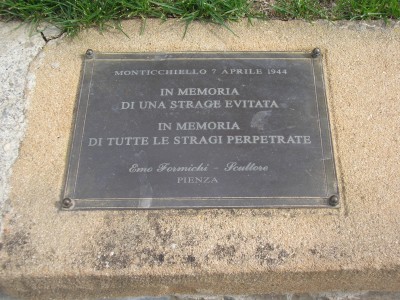 MONTICCHIELLO 7 APRILE 1944
IN MEMORIA
DI UNA STRAGE EVITATA
IN MEMORIA
DI TUTTE LE STRAGI PERPETRATE
Emo Formichi - Scultore
PIENZA